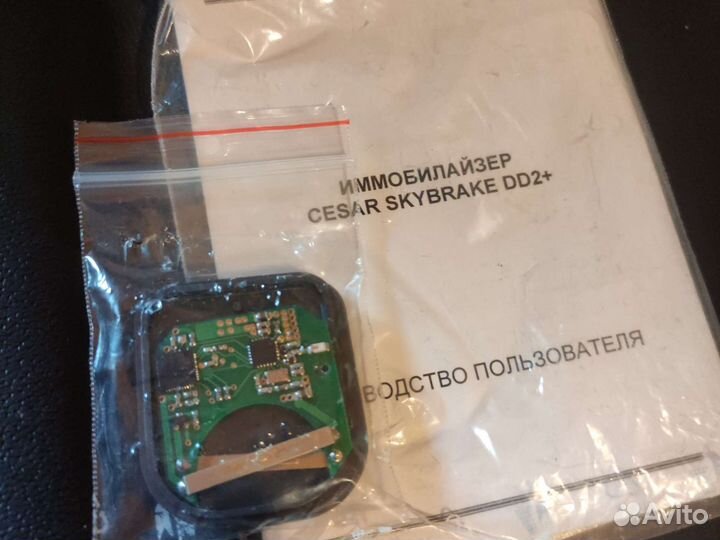 ИММОБИЛАЙЗЕР
CESAR SKYBRAKE DD2+
ВОДСТВО ПОЛЬЗОВАТЕЛЯ
Avito